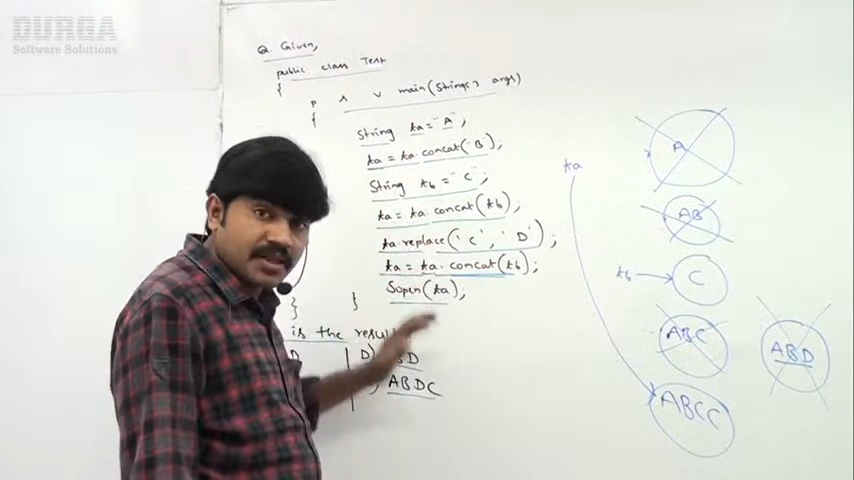 DURGA
Software Solutions
Q. Given,
public class Test
{
p s v main(String[] args)
{
String ta = "A";
ta = ta.concat("B");
String tb = "C";
ta = ta.concat(tb);
ta.replace('C', 'D');
ta = ta.concat(tb);
Sopln(ta);
}
}
is the result
D
D)
BD
ABDC
ta
A
AB
tb
C
ABC
ABD
ABCC